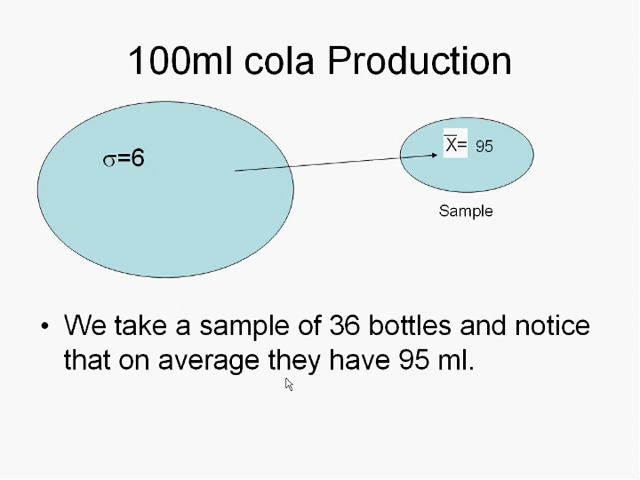 100ml cola Production
σ=6
X̅= 95
Sample
• We take a sample of 36 bottles and notice
that on average they have 95 ml.